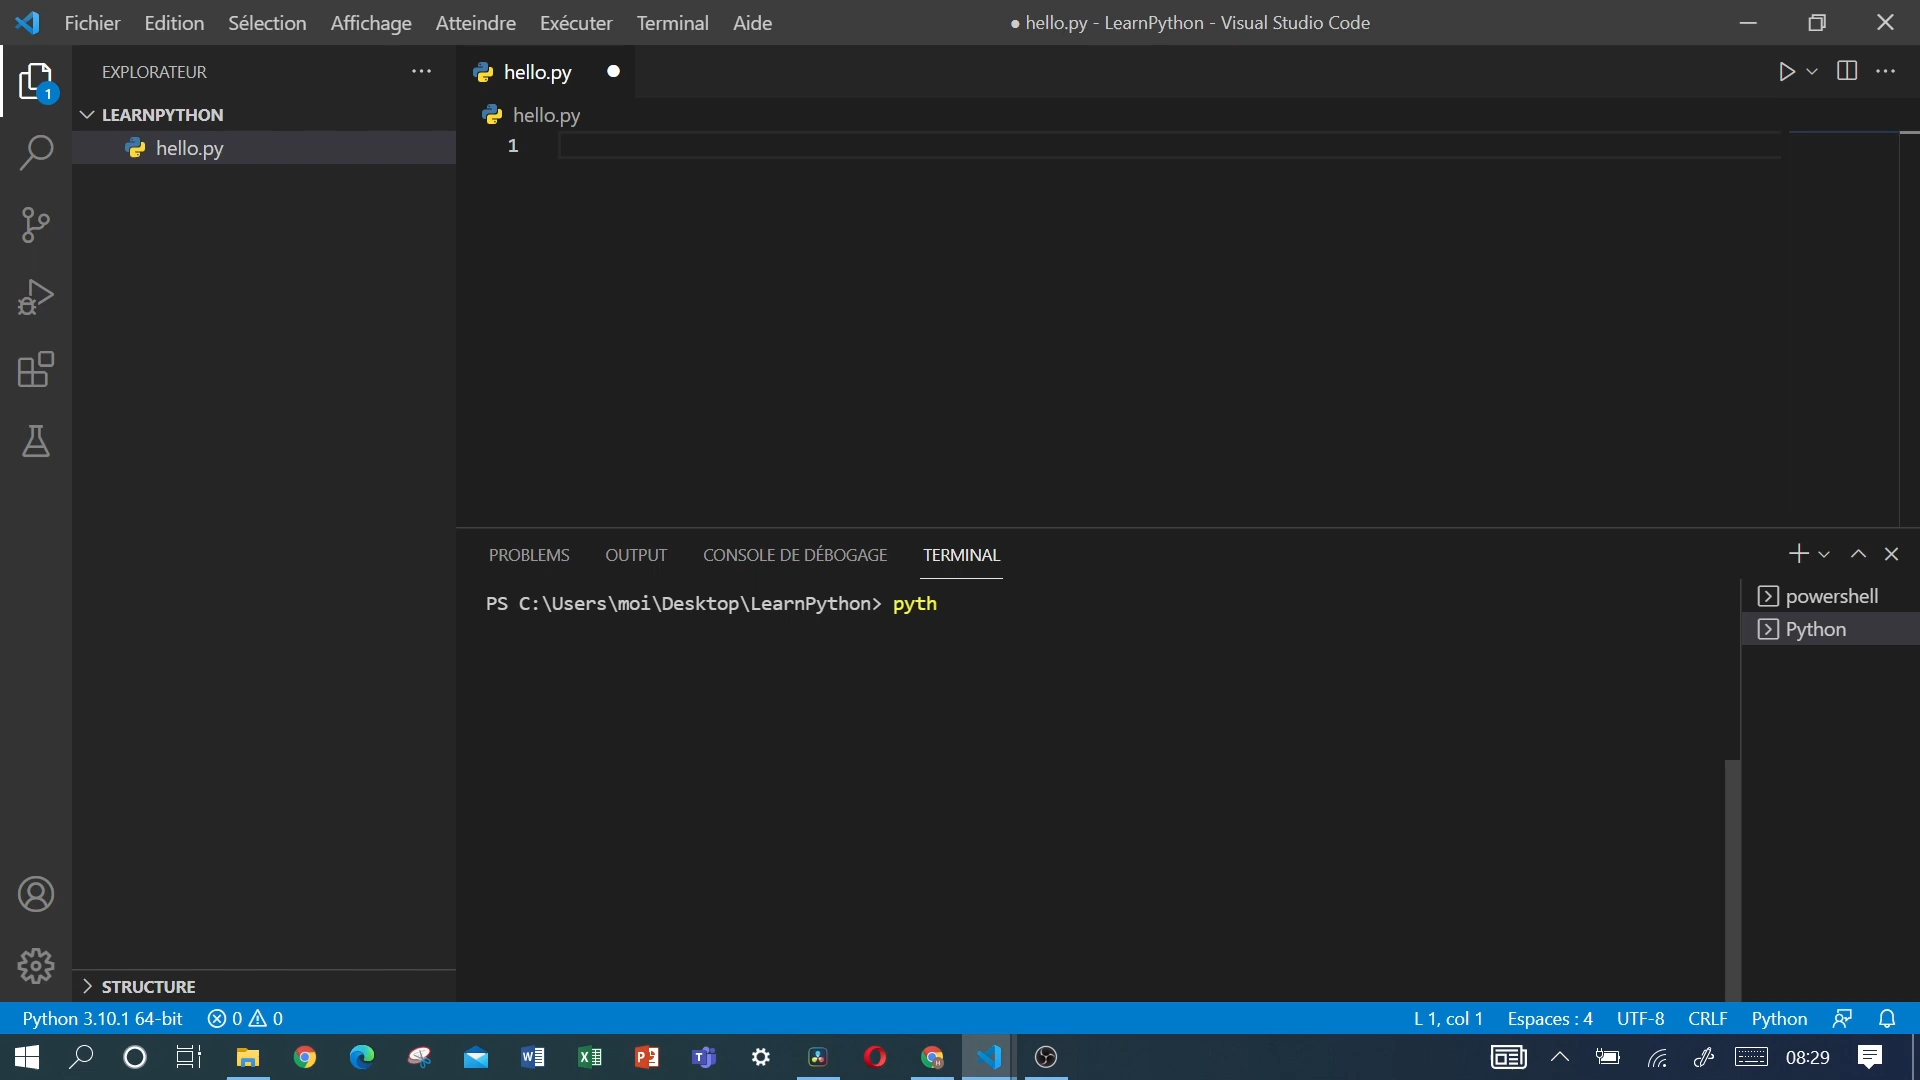 Fichier Edition Sélection Affichage Atteindre Exécuter Terminal Aide
● hello.py - LearnPython - Visual Studio Code
EXPLORATEUR
hello.py
LEARNPYTHON
hello.py
hello.py
1
1
PROBLEMS OUTPUT CONSOLE DE DÉBOGAGE TERMINAL
PS C:\Users\moi\Desktop\LearnPython> pyth
powershell
Python
STRUCTURE
Python 3.10.1 64-bit 0 0
L 1, col 1 Espaces : 4 UTF-8 CRLF Python
08:29